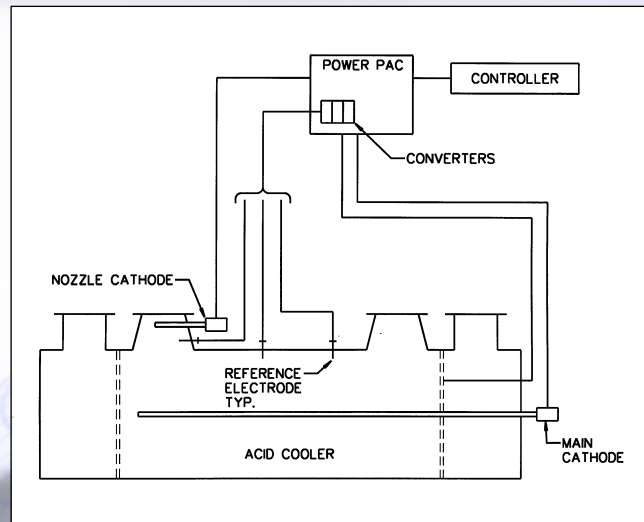 POWER PAC
CONTROLLER
CONVERTERS
NOZZLE CATHODE
REFERENCE
ELECTRODE
TYP.
MAIN
CATHODE
ACID COOLER